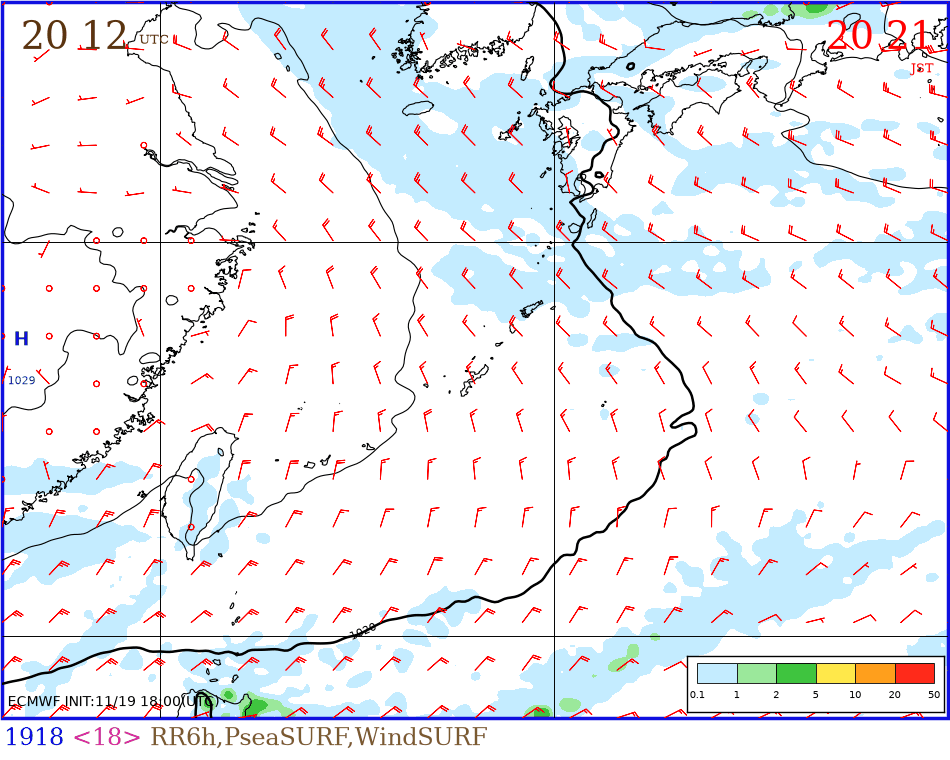 20 12 UTC
20 21 JST
H
1029
1020
0.1 1 2 5 10 20 50
ECMWF INIT:11/19 18:00(UTC)
1918 <18> RR6h,PseaSURF,WindSURF